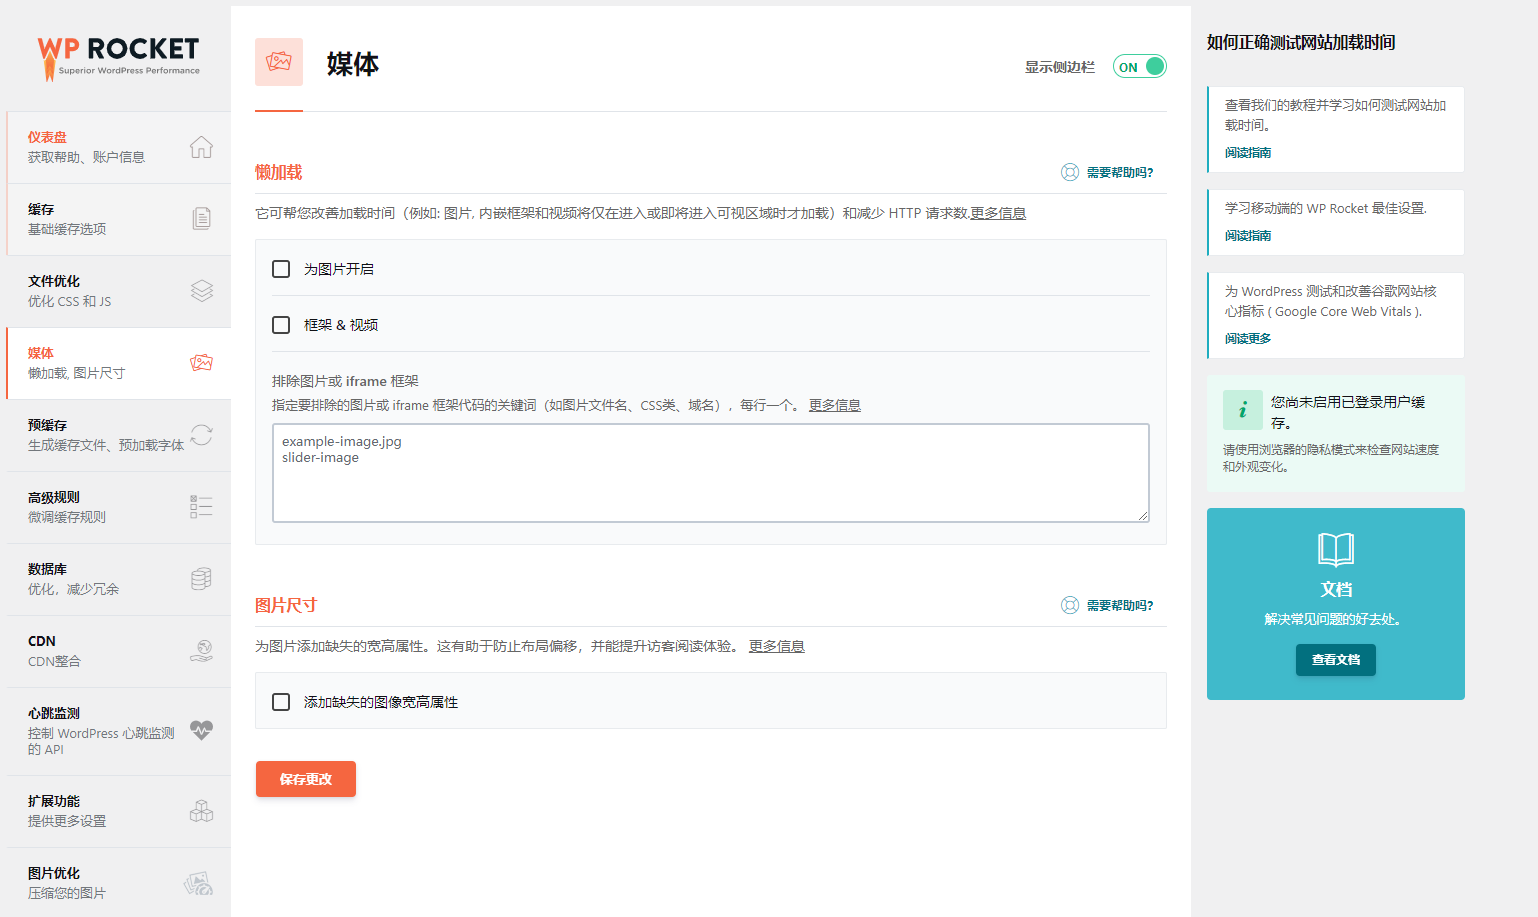 WP ROCKET
Superior WordPress Performance
仪表盘
获取帮助、账户信息
缓存
基础缓存选项
文件优化
优化 CSS 和 JS
媒体
懒加载, 图片尺寸
预缓存
生成缓存文件、预加载字体
高级规则
微调缓存规则
数据库
优化，减少冗余
CDN
CDN整合
心跳监测
控制 WordPress 心跳监测
的 API
扩展功能
提供更多设置
图片优化
压缩您的图片
媒体
显示侧边栏
ON
懒加载
需要帮助吗?
它可帮您改善加载时间（例如: 图片, 内嵌框架和视频将仅在进入或即将进入可视区域时才加载）和减少 HTTP 请求数.更多信息
为图片开启
框架 & 视频
排除图片或 iframe 框架
指定要排除的图片或 iframe 框架代码的关键词（如图片文件名、CSS类、域名），每行一个。 更多信息
example-image.jpg
slider-image
图片尺寸
需要帮助吗?
为图片添加缺失的宽高属性。这有助于防止布局偏移，并能提升访客阅读体验。 更多信息
添加缺失的图像宽高属性
保存更改
如何正确测试网站加载时间
查看我们的教程并学习如何测试网站加
载时间。
阅读指南
学习移动端的 WP Rocket 最佳设置.
阅读指南
为 WordPress 测试和改善谷歌网站核
心指标 ( Google Core Web Vitals ).
阅读更多
i
您尚未启用已登录用户缓
存。
请使用浏览器的隐私模式来检查网站速度
和外观变化。
文档
解决常见问题的好去处。
查看文档